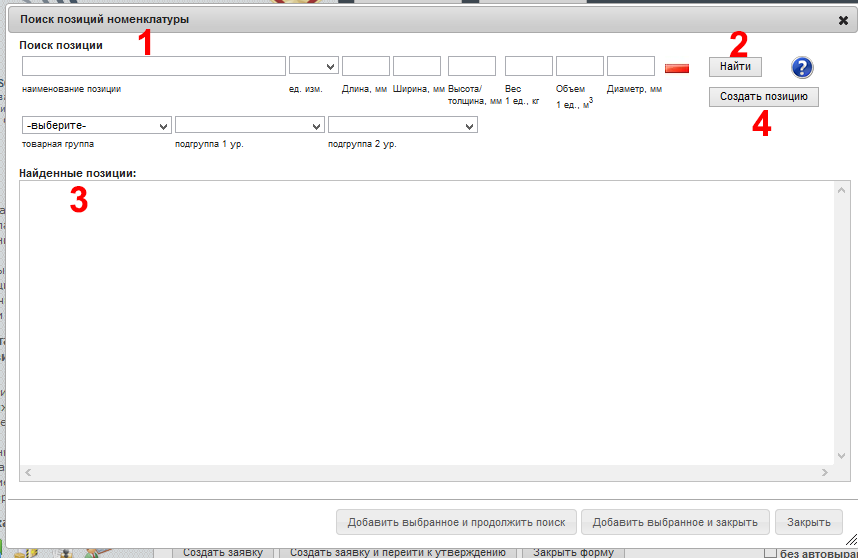 Поиск позиций номенклатуры
1
Поиск позиции
2
Найти
?
наименование позиции
ед. изм.
Длина, мм
Ширина, мм
Высота/
толщина, мм
Вес
1 ед., кг
Объем
1 ед., м3
Диаметр, мм
Создать позицию
4
-выберите-
товарная группа
подгруппа 1 ур.
подгруппа 2 ур.
Найденные позиции:
3
Добавить выбранное и продолжить поиск
Добавить выбранное и закрыть
Закрыть
Создать заявку
Создать заявку и перейти к утверждению
Закрыть форму
без автовыра